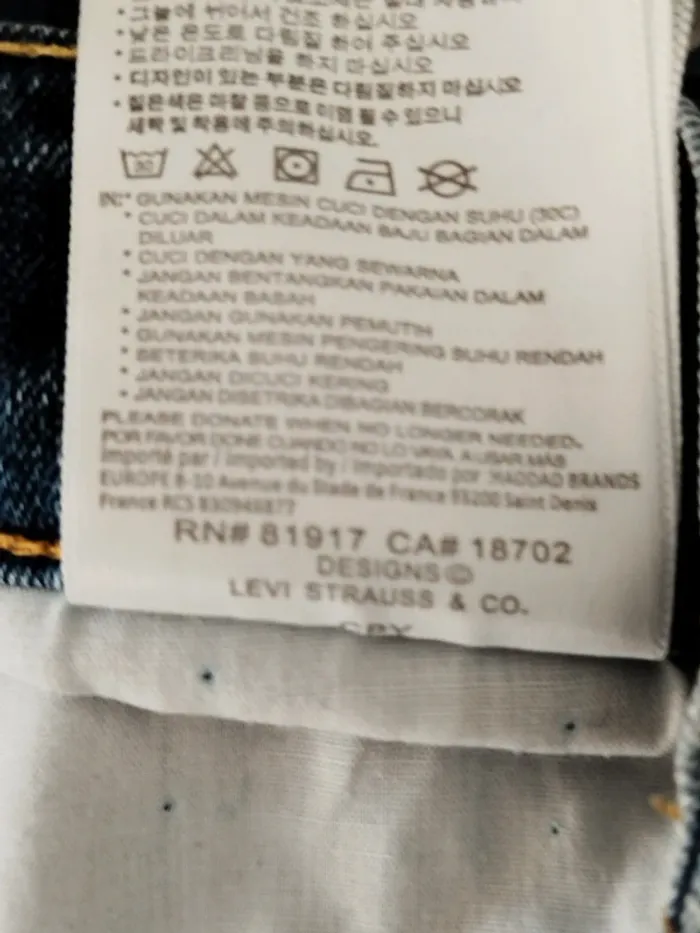 • 그늘에 뉘어서 건조 하십시오
• 낮은 온도로 다림질 하여 주십시오
• 드라이크리닝을 하지 마십시오
• 디자인이 있는 부분은 다림질하지 마십시오
• 짙은색은 마찰 등으로 이염 될 수 있으니
세탁 및 착용에 주의하십시오.
30
• GUNAKAN MESIN CUCI DENGAN SUHU (30C)
• CUCI DALAM KEADAAN BAJU BAGIAN DALAM
DILUAR
• CUCI DENGAN YANG SEWARNA
• JANGAN BENTANGKAN PAKAIAN DALAM
KEADAAN BASAH
• JANGAN GUNAKAN PEMUTIH
• GUNAKAN MESIN PENGERING SUHU RENDAH
• SETERIKA SUHU RENDAH
• JANGAN DICUCI KERING
• JANGAN DISETRIKA DIBAGIAN BERCORAK
PLEASE DONATE WHEN NO LONGER NEEDED.
POR FAVOR DONE CUANDO NO LO VAYA A USAR MÁS
Importé par / Imported by / Importado por :HADDAD BRANDS
EUROPE 8-10 Avenue du Stade de France 93200 Saint Denis
France RCS
RN# 81917 CA# 18702
DESIGNS ©
LEVI STRAUSS & CO.